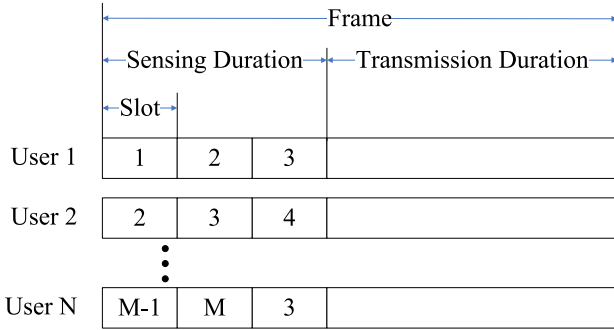 Frame
Sensing Duration Transmission Duration
Slot
User 1 1 2 3
User 2 2 3 4
User N M-1 M 3